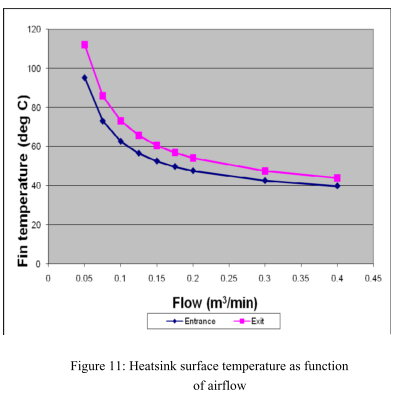 120
100
80
60
40
20
0
Fin temperature (deg C)
0 0.05 0.1 0.15 0.2 0.25 0.3 0.35 0.4 0.45
Flow (m³/min)
Entrance Exit
Figure 11: Heatsink surface temperature as function
of airflow